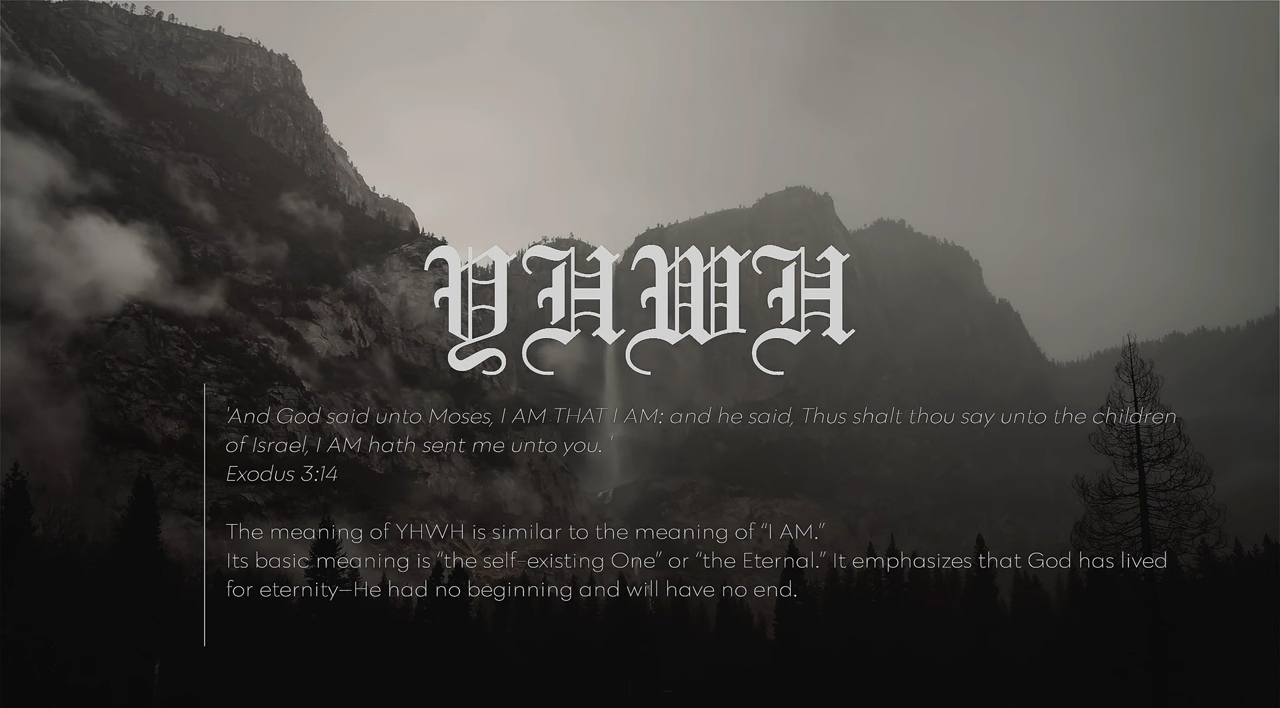 YHWH
'And God said unto Moses, I AM THAT I AM: and he said, Thus shalt thou say unto the children
of Israel, I AM hath sent me unto you. '
Exodus 3:14
The meaning of YHWH is similar to the meaning of “I AM.”
Its basic meaning is “the self-existing One” or “the Eternal.” It emphasizes that God has lived
for eternity—He had no beginning and will have no end.